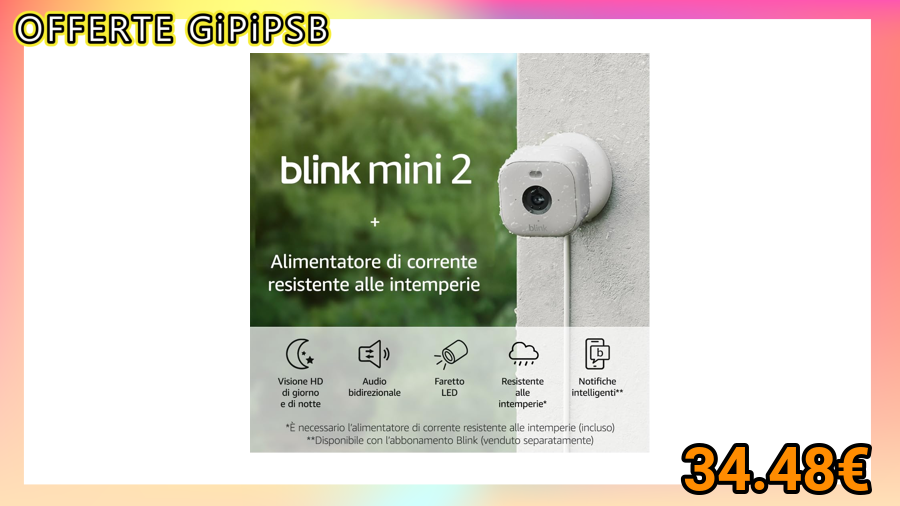 OFFERTE GiPiPSB
blink mini 2
+
Alimentatore di corrente
resistente alle intemperie
blink
b
Visione HD
di giorno
e di notte
Audio
bidirezionale
Faretto
LED
Resistente
alle
intemperie*
Notifiche
intelligenti**
*È necessario l'alimentatore di corrente resistente alle intemperie (incluso)
**Disponibile con l'abbonamento Blink (venduto separatamente)
34.48€